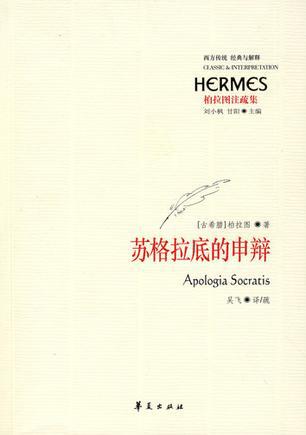 西方传统 经典与解释
CLASSIC & INTERPRETATION
HERMES
柏拉图注疏集
刘小枫 甘阳●主编
[古希腊]柏拉图 ● 著
苏格拉底的申辩
Apologia Socratis
吴飞 ● 译/疏
华夏出版社